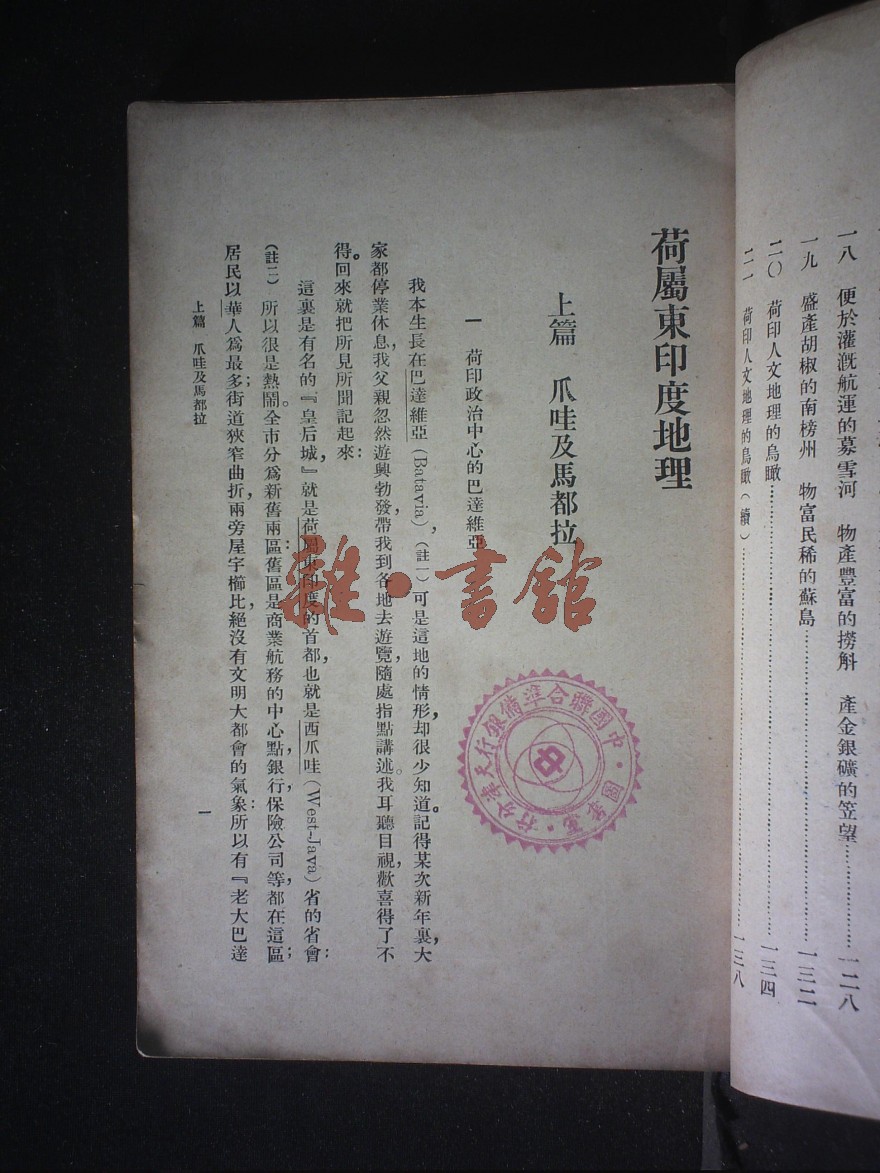 一八　便於灌漑航運的慕雪河　物產豐富的撈斛　產金銀礦的笠望……一二八
一九　盛產胡椒的南榜州　物富民稀的蘇島……一三二
二〇　荷印人文地理的鳥瞰……一三四
二一　荷印人文地理的鳥瞰（續）……一三八
荷屬東印度地理
上篇　爪哇及馬都拉
一　荷印政治中心的巴達維亞
我本生長在巴達維亞（Batavia），（註一）可是這地的情形，却很少知道。記得某次新年裏，大
家都停業休息，我父親忽然遊興勃發，帶我到各地去遊覽，隨處指點講述。我耳聽目視，歡喜得了不
得。回來就把所見所聞記起來：
這裏是有名的『皇后城』，就是荷屬東印度的首都，也就是西爪哇（West-Java）省的省會；
（註二）所以很是熱鬧。全市分爲新舊兩區：舊區是商業航務的中心點，銀行，保險公司等，都在這區；
居民以華人爲最多；街道狹窄曲折，兩旁屋宇櫛比，絕沒有文明大都會的氣象：所以有『老大巴達
上篇　爪哇及馬都拉
一
中國聯合準備銀行天津分行
圖書
雜·書館